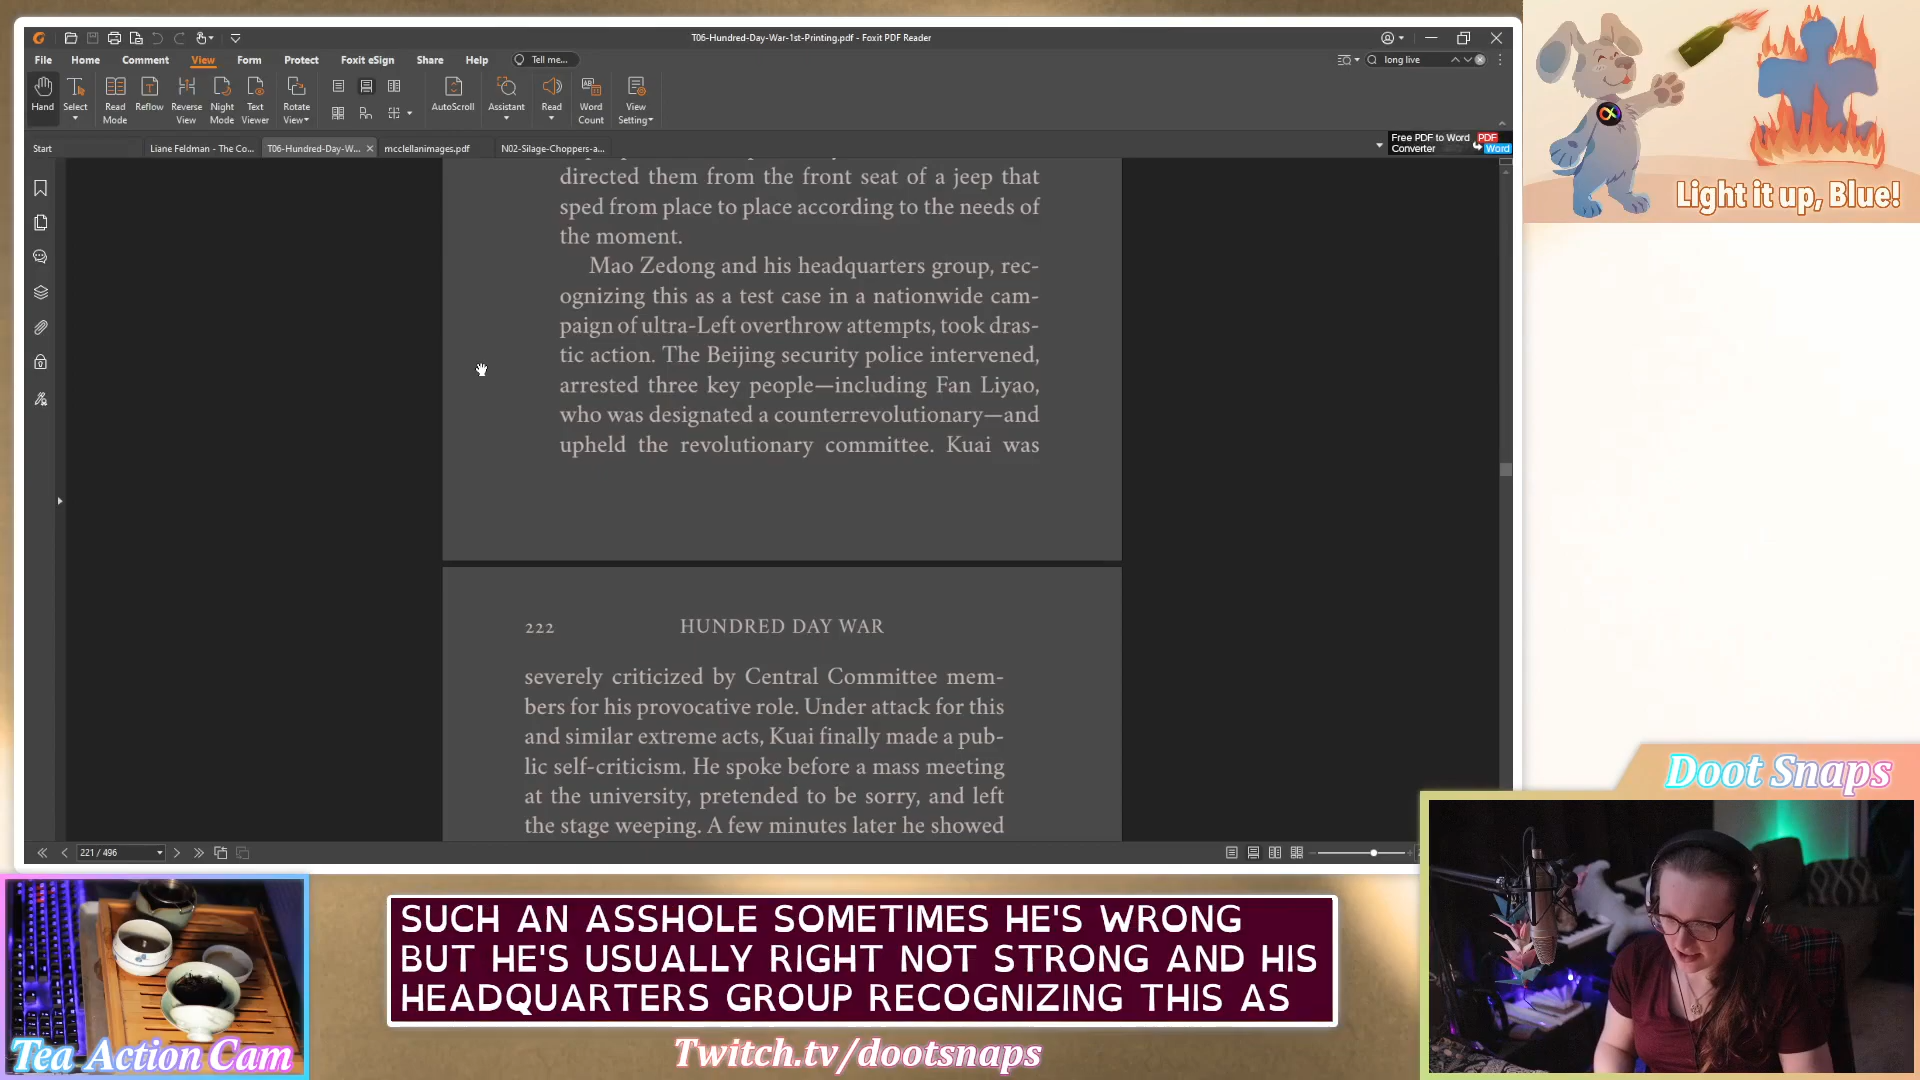 T06-Hundred-Day-War-1st-Printing.pdf - Foxit PDF Reader
File Home Comment View Form Protect Foxit eSign Share Help Tell me... long live
Hand Select Read Mode Reflow Reverse View Night Mode Text Viewer Rotate View AutoScroll Assistant Read Word Count View Setting
Start Liane Feldman - The Co... T06-Hundred-Day-W... mcclellanimages.pdf N02-Silage-Choppers-a...
Free PDF to Word Converter PDF Word
directed them from the front seat of a jeep that
sped from place to place according to the needs of
the moment.
Mao Zedong and his headquarters group, rec-
ognizing this as a test case in a nationwide cam-
paign of ultra-Left overthrow attempts, took dras-
tic action. The Beijing security police intervened,
arrested three key people—including Fan Liyao,
who was designated a counterrevolutionary—and
upheld the revolutionary committee. Kuai was
222 HUNDRED DAY WAR
severely criticized by Central Committee mem-
bers for his provocative role. Under attack for this
and similar extreme acts, Kuai finally made a pub-
lic self-criticism. He spoke before a mass meeting
at the university, pretended to be sorry, and left
the stage weeping. A few minutes later he showed
221 / 496
Light it up, Blue!
Doot Snaps
Tea Action Cam
SUCH AN ASSHOLE SOMETIMES HE'S WRONG
BUT HE'S USUALLY RIGHT NOT STRONG AND HIS
HEADQUARTERS GROUP RECOGNIZING THIS AS
Twitch.tv/dootsnaps